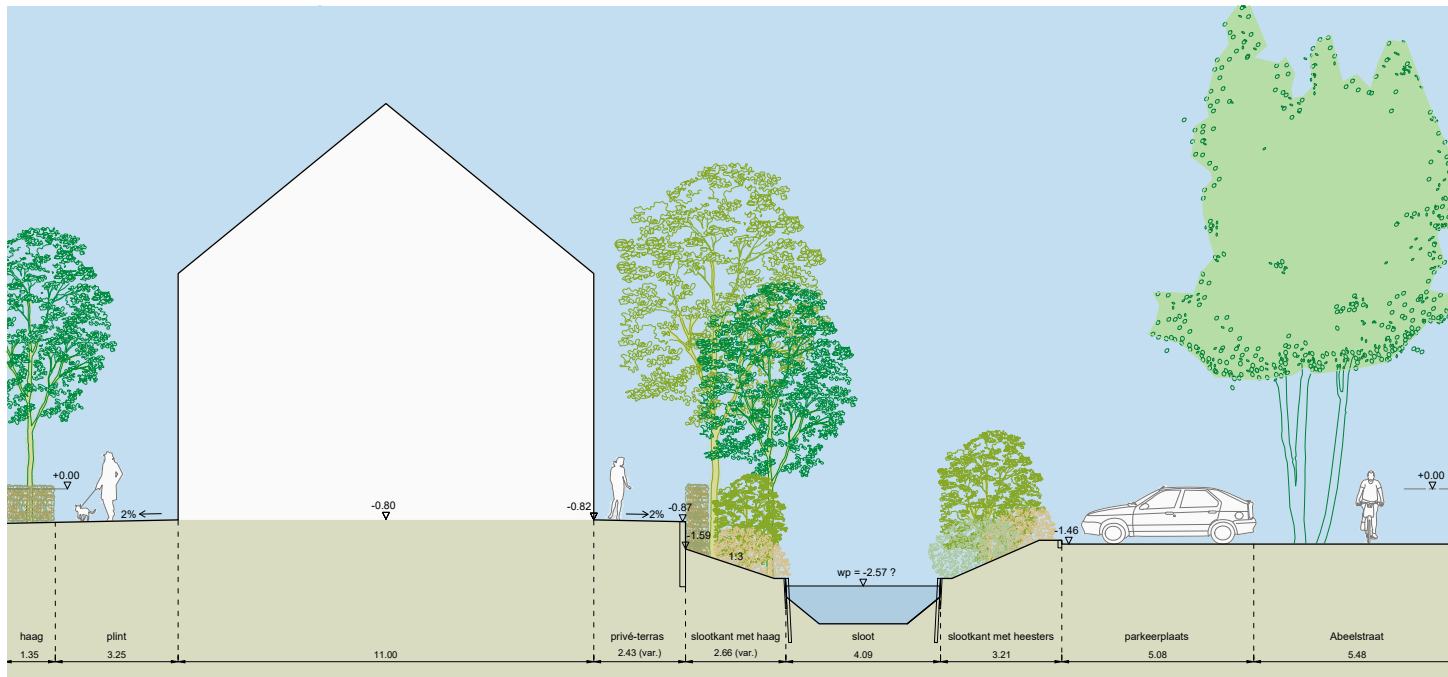 +0.00
+0.00
2%
-0.80
-0.82
2%
-0.87
-1.59
1:3
-1.46
wp = -2.57 ?
haag
plint
privé-terras
slootkant met haag
sloot
slootkant met heesters
parkeerplaats
Abeelstraat
1.35
3.25
11.00
2.43 (var.)
2.66 (var.)
4.09
3.21
5.08
5.48